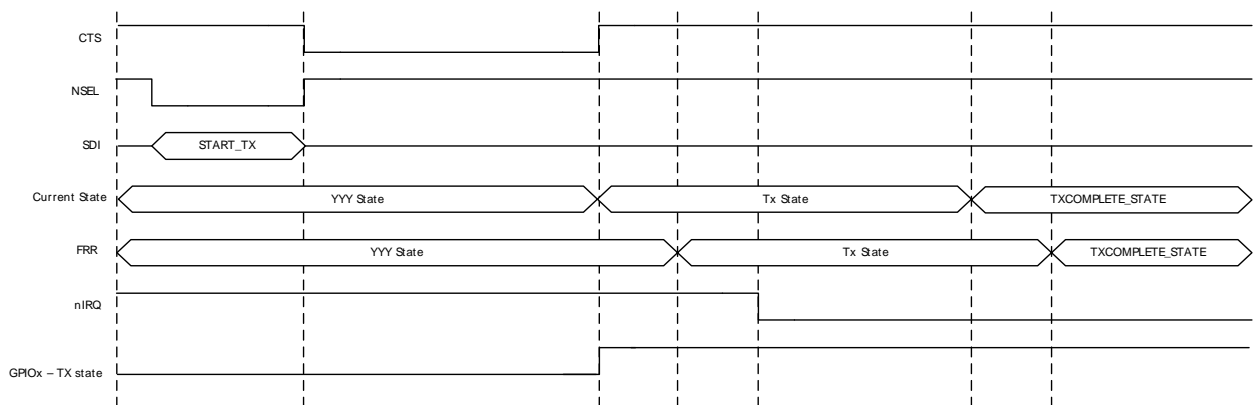 CTS
NSEL
SDI START_TX
Current State YYY State Tx State TXCOMPLETE_STATE
FRR YYY State Tx State TXCOMPLETE_STATE
nIRQ
GPIOx – TX state